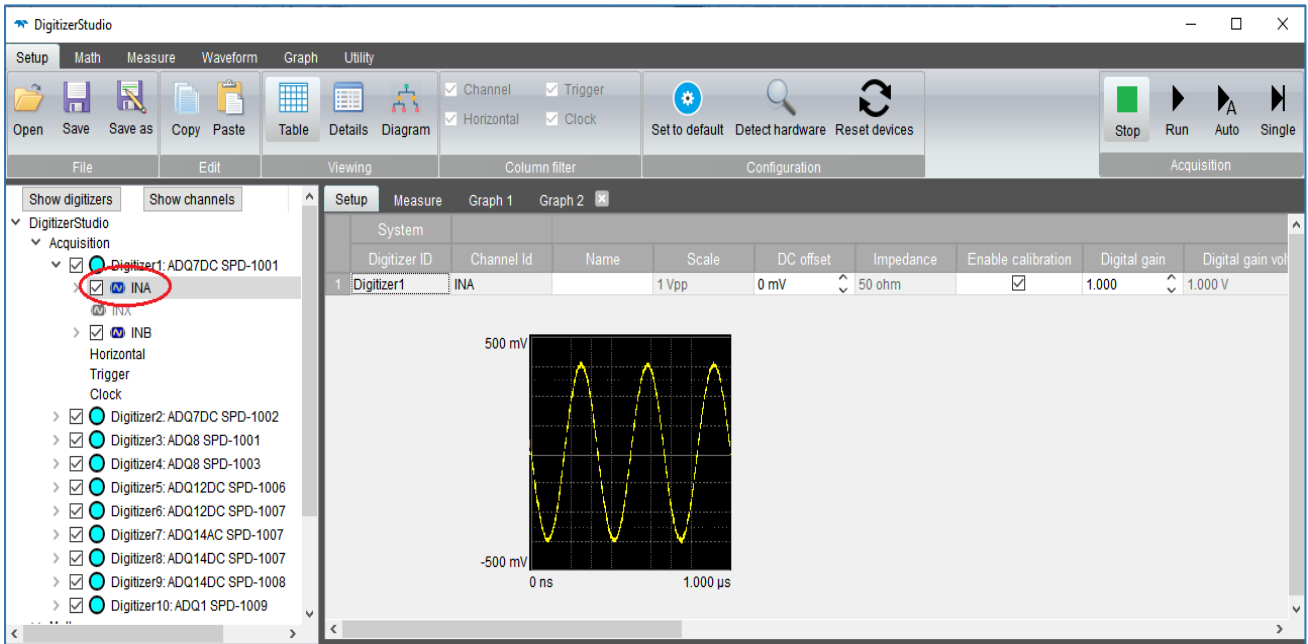 DigitizerStudio
Setup Math Measure Waveform Graph Utility
Open Save Save as Copy Paste Table Details Diagram Channel Trigger Horizontal Clock Set to default Detect hardware Reset devices Stop Run Auto Single
File Edit Viewing Column filter Configuration Acquisition
Show digitizers Show channels
DigitizerStudio
Acquisition
Digitizer1: ADQ7DC SPD-1001
INA
INX
INB
Horizontal
Trigger
Clock
Digitizer2: ADQ7DC SPD-1002
Digitizer3: ADQ8 SPD-1001
Digitizer4: ADQ8 SPD-1003
Digitizer5: ADQ12DC SPD-1006
Digitizer6: ADQ12DC SPD-1007
Digitizer7: ADQ14AC SPD-1007
Digitizer8: ADQ14DC SPD-1007
Digitizer9: ADQ14DC SPD-1008
Digitizer10: ADQ1 SPD-1009
Setup Measure Graph 1 Graph 2
System
Digitizer ID Channel Id Name Scale DC offset Impedance Enable calibration Digital gain Digital gain vol
1 Digitizer1 INA 1 Vpp 0 mV 50 ohm 1.000 1.000 V
500 mV
-500 mV
0 ns 1.000 µs